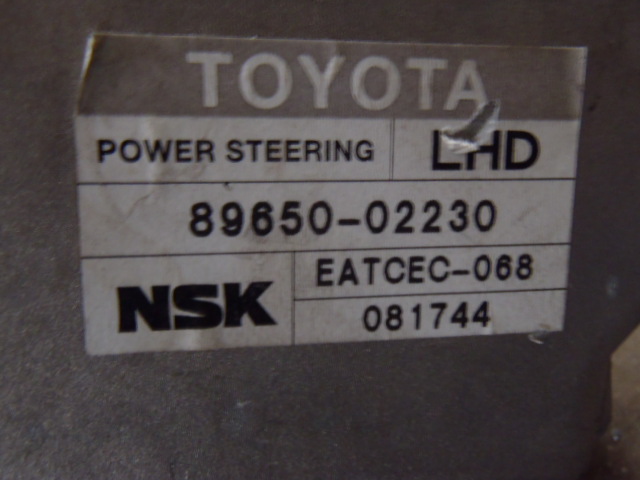 TOYOTA
POWER STEERING LHD
89650-02230
NSK EATCEC-068
081744